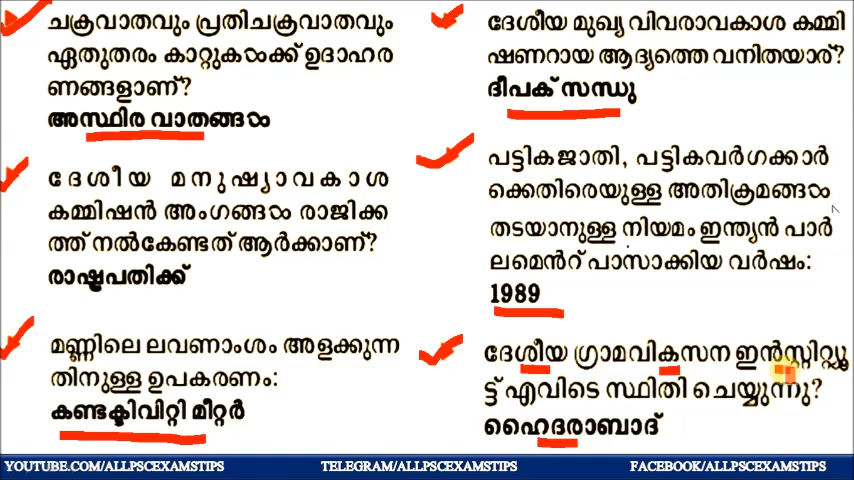 ചക്രവാതവും പ്രതിചക്രവാതവും
ഏതുതരം കാറ്റുകൾക്ക് ഉദാഹര
ണങ്ങളാണ്?
അസ്ഥിര വാതങ്ങൾ
ദേശീയ മനുഷ്യാവകാശ
കമ്മിഷൻ അംഗങ്ങൾ രാജിക്ക
ത്ത് നൽകേണ്ടത് ആർക്കാണ്?
രാഷ്ട്രപതിക്ക്
മണ്ണിലെ ലവണാംശം അളക്കുന്ന
തിനുള്ള ഉപകരണം:
കണ്ടക്ടിവിറ്റി മീറ്റർ
ദേശീയ മുഖ്യ വിവരാവകാശ കമ്മി
ഷണറായ ആദ്യത്തെ വനിതയാര്?
ദീപക് സന്ധു
പട്ടികജാതി, പട്ടികവർഗക്കാർ
ക്കെതിരെയുള്ള അതിക്രമങ്ങൾ
തടയാനുള്ള നിയമം ഇന്ത്യൻ പാർ
ലമെൻറ് പാസാക്കിയ വർഷം:
1989
ദേശീയ ഗ്രാമവികസന ഇൻസ്റ്റിറ്റ്യൂ
ട്ട് എവിടെ സ്ഥിതി ചെയ്യുന്നു?
ഹൈദരാബാദ്
YOUTUBE.COM/ALLPSCEXAMSTIPS
TELEGRAM/ALLPSCEXAMSTIPS
FACEBOOK/ALLPSCEXAMSTIPS